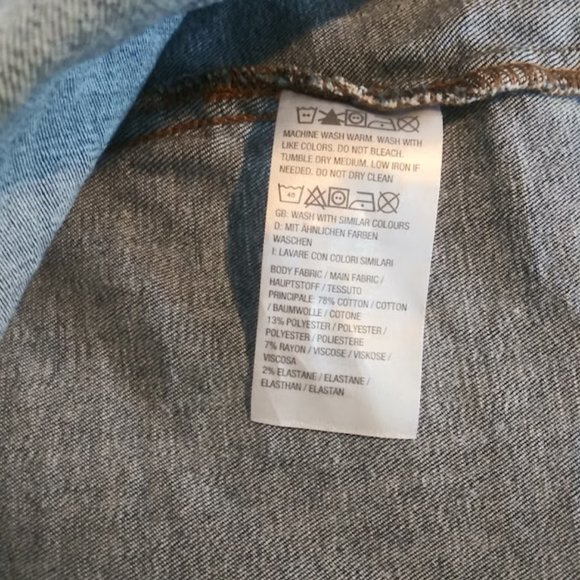 MACHINE WASH WARM. WASH WITH
LIKE COLORS. DO NOT BLEACH.
TUMBLE DRY MEDIUM. LOW IRON IF
NEEDED. DO NOT DRY CLEAN
40
GB: WASH WITH SIMILAR COLOURS
D: MIT ÄHNLICHEN FARBEN
WASCHEN
I: LAVARE CON COLORI SIMILARI
BODY FABRIC / MAIN FABRIC /
HAUPTSTOFF / TESSUTO
PRINCIPALE: 78% COTTON / COTTON
/ BAUMWOLLE / COTONE
13% POLYESTER / POLYESTER /
POLYESTER / POLIESTERE
7% RAYON / VISCOSE / VISKOSE /
VISCOSA
2% ELASTANE / ELASTANE /
ELASTHAN / ELASTAN